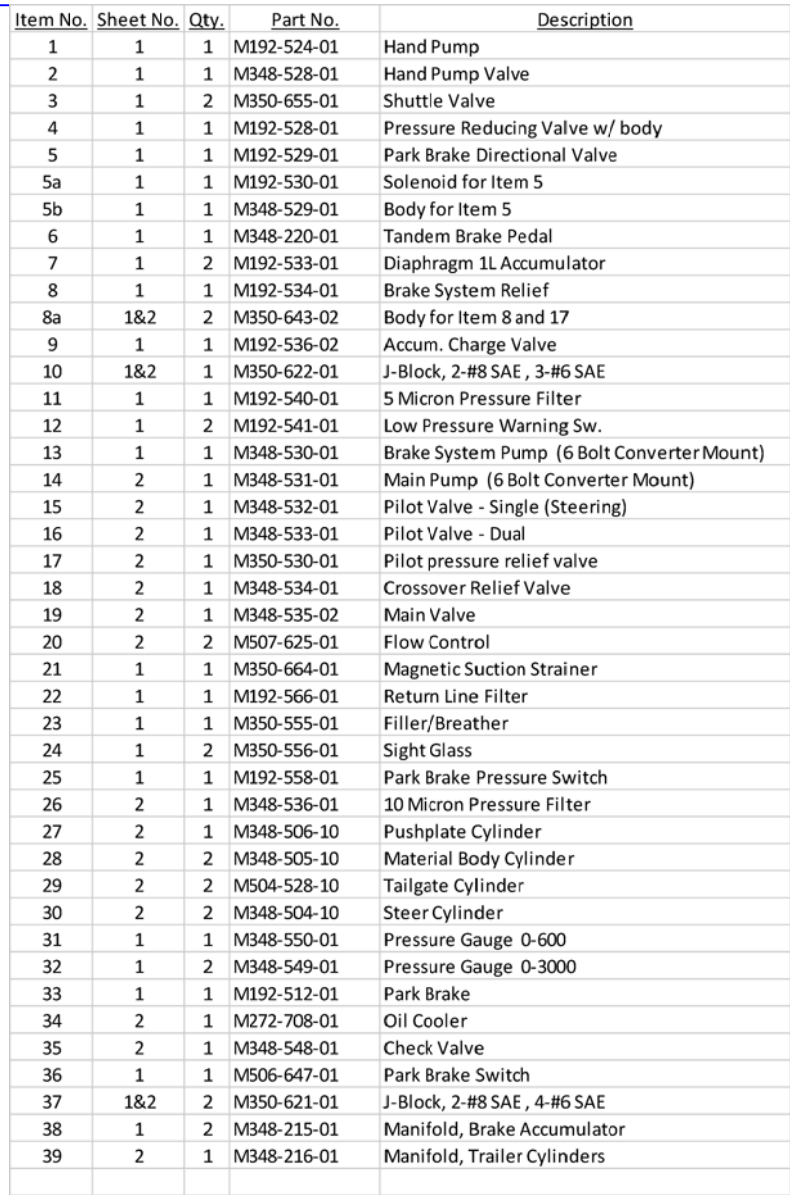 Item No. Sheet No. Qty. Part No. Description
1 1 1 M192-524-01 Hand Pump
2 1 1 M348-528-01 Hand Pump Valve
3 1 2 M350-655-01 Shuttle Valve
4 1 1 M192-528-01 Pressure Reducing Valve w/ body
5 1 1 M192-529-01 Park Brake Directional Valve
5a 1 1 M192-530-01 Solenoid for Item 5
5b 1 1 M348-529-01 Body for Item 5
6 1 1 M348-220-01 Tandem Brake Pedal
7 1 2 M192-533-01 Diaphragm 1L Accumulator
8 1 1 M192-534-01 Brake System Relief
8a 1&2 2 M350-643-02 Body for Item 8 and 17
9 1 1 M192-536-02 Accum. Charge Valve
10 1&2 1 M350-622-01 J-Block, 2-#8 SAE , 3-#6 SAE
11 1 1 M192-540-01 5 Micron Pressure Filter
12 1 2 M192-541-01 Low Pressure Warning Sw.
13 1 1 M348-530-01 Brake System Pump (6 Bolt Converter Mount)
14 2 1 M348-531-01 Main Pump (6 Bolt Converter Mount)
15 2 1 M348-532-01 Pilot Valve - Single (Steering)
16 2 1 M348-533-01 Pilot Valve - Dual
17 2 1 M350-530-01 Pilot pressure relief valve
18 2 1 M348-534-01 Crossover Relief Valve
19 2 1 M348-535-02 Main Valve
20 2 2 M507-625-01 Flow Control
21 1 1 M350-664-01 Magnetic Suction Strainer
22 1 1 M192-566-01 Return Line Filter
23 1 1 M350-555-01 Filler/Breather
24 1 2 M350-556-01 Sight Glass
25 1 1 M192-558-01 Park Brake Pressure Switch
26 2 1 M348-536-01 10 Micron Pressure Filter
27 2 1 M348-506-10 Pushplate Cylinder
28 2 2 M348-505-10 Material Body Cylinder
29 2 2 M504-528-10 Tailgate Cylinder
30 2 2 M348-504-10 Steer Cylinder
31 1 1 M348-550-01 Pressure Gauge 0-600
32 1 2 M348-549-01 Pressure Gauge 0-3000
33 1 1 M192-512-01 Park Brake
34 2 1 M272-708-01 Oil Cooler
35 2 1 M348-548-01 Check Valve
36 1 1 M506-647-01 Park Brake Switch
37 1&2 2 M350-621-01 J-Block, 2-#8 SAE , 4-#6 SAE
38 1 2 M348-215-01 Manifold, Brake Accumulator
39 2 1 M348-216-01 Manifold, Trailer Cylinders